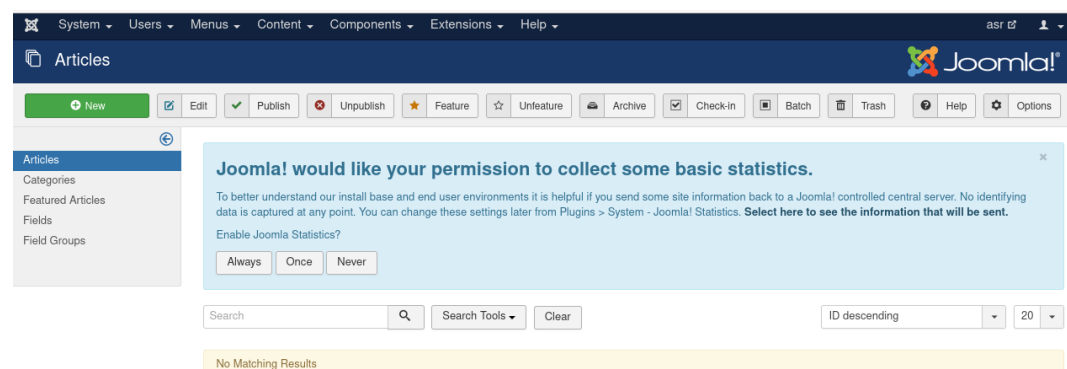 System Users Menus Content Components Extensions Help asr
Articles Joomla!®
New Edit Publish Unpublish Feature Unfeature Archive Check-in Batch Trash Help Options
Articles
Categories
Featured Articles
Fields
Field Groups
Joomla! would like your permission to collect some basic statistics. ×
To better understand our install base and end user environments it is helpful if you send some site information back to a Joomla! controlled central server. No identifying
data is captured at any point. You can change these settings later from Plugins > System - Joomla! Statistics. Select here to see the information that will be sent.
Enable Joomla Statistics?
Always Once Never
Search Search Tools Clear ID descending 20
No Matching Results